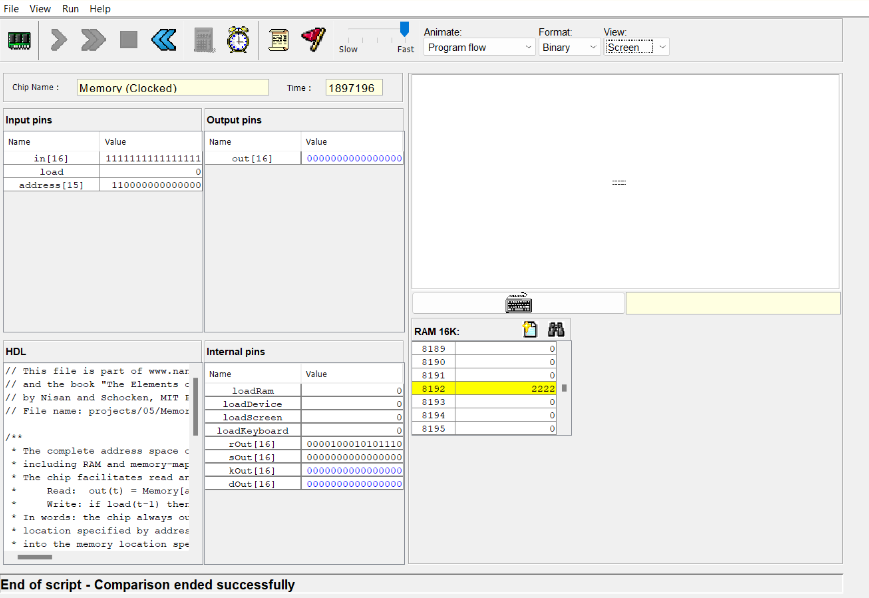 File View Run Help
Animate: Format: View:
Slow Fast Program flow Binary Screen
Chip Name : Memory (Clocked) Time : 1897196
Input pins
Name Value
in[16] 1111111111111111
load 0
address[15] 110000000000000
Output pins
Name Value
out[16] 0000000000000000
HDL
// This file is part of www.nan
// and the book "The Elements o
// by Nisan and Schocken, MIT P
// File name: projects/05/Memor
/**
* The complete address space o
* including RAM and memory-map
* The chip facilitates read an
* Read: out(t) = Memory[a
* Write: if load(t-1) then
* In words: the chip always ou
* location specified by addres
* into the memory location spe
Internal pins
Name Value
loadRam 0
loadDevice 0
loadScreen 0
loadKeyboard 0
rOut[16] 0000100010101110
sOut[16] 0000000000000000
kOut[16] 0000000000000000
dOut[16] 0000000000000000
RAM 16K:
8189 0
8190 0
8191 0
8192 2222
8193 0
8194 0
8195 0
End of script - Comparison ended successfully